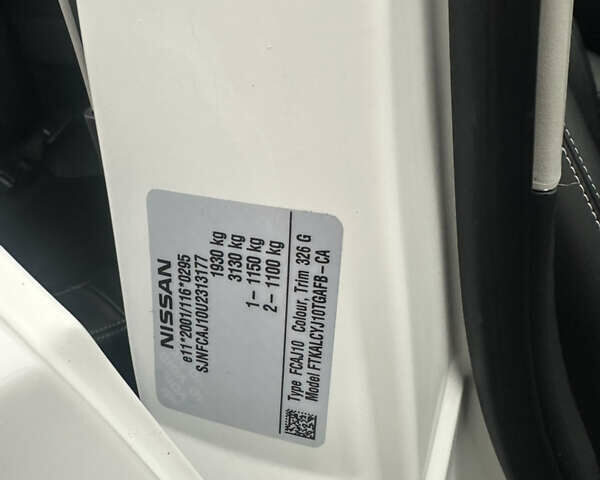 NISSAN
e11*2001/116*0295
SJNFCAJ10U2313177
1930 kg
3130 kg
1- 1150 kg
2- 1100 kg
Type FCAJ10 Colour, Trim 326 G
Model FTKALCYJ10TGAFB-CA